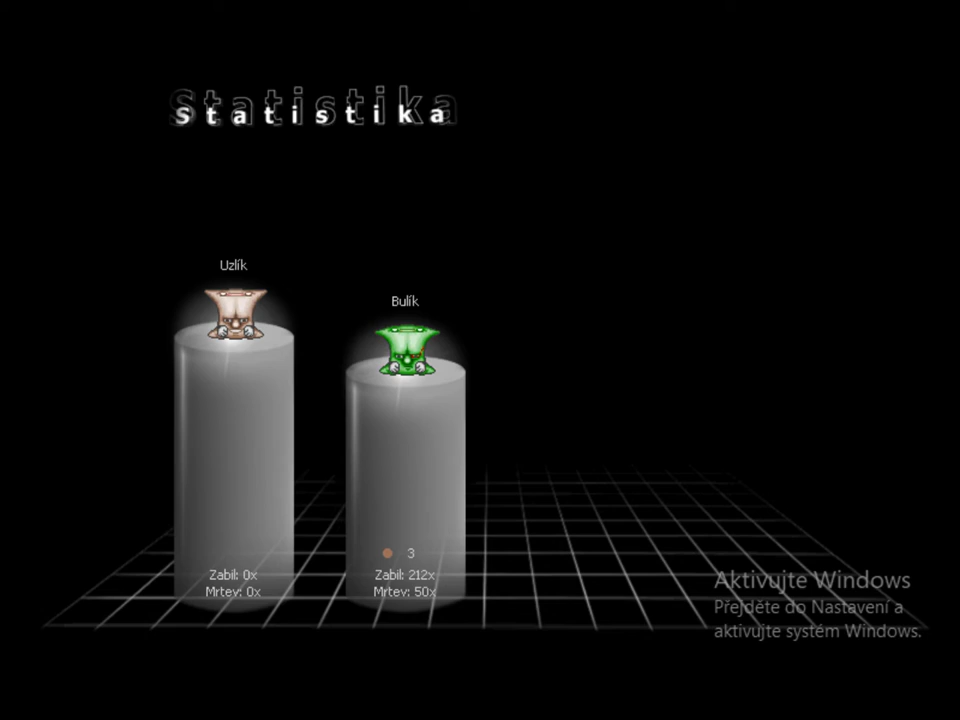 Statistika
Uzlík
Bulík
3
Zabil: 0x
Mrtev: 0x
Zabil: 212x
Mrtev: 50x
Aktivujte Windows
Přejděte do Nastavení a
aktivujte systém Windows.